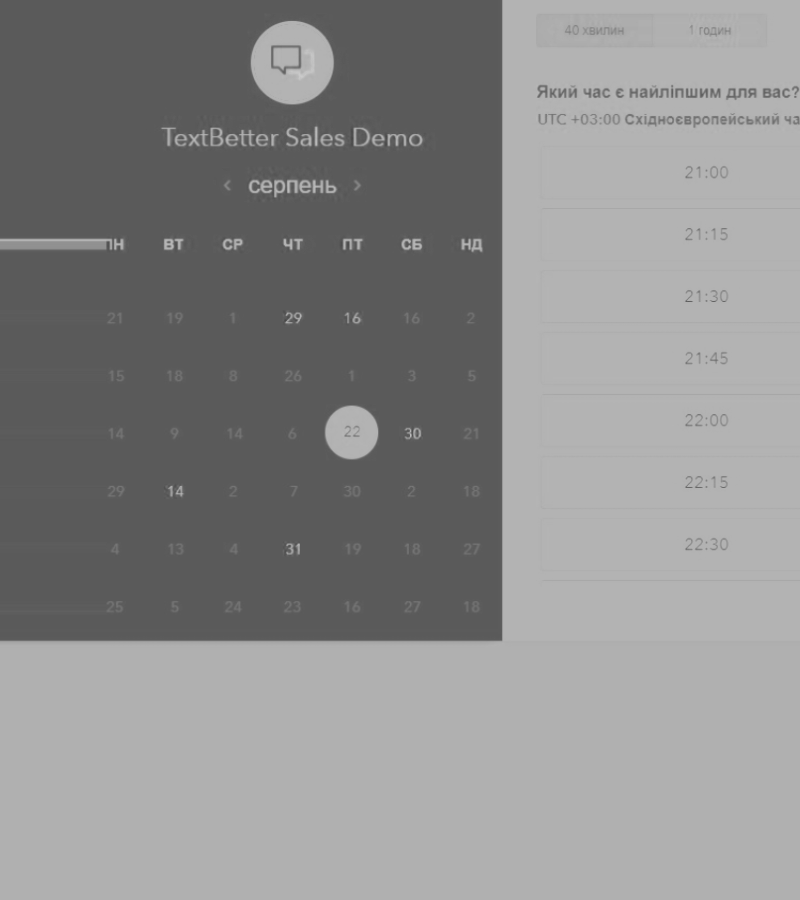 TextBetter Sales Demo
‹ серпень ›
ПН ВТ СР ЧТ ПТ СБ НД
21 19 1 29 16 16 2
15 18 8 26 1 3 5
14 9 14 6 22 30 21
29 14 2 7 30 2 18
4 13 4 31 19 18 27
25 5 24 23 16 27 18
40 хвилин 1 годин
Який час є найліпшим для вас?
UTC +03:00 Східноєвропейський ча
21:00
21:15
21:30
21:45
22:00
22:15
22:30